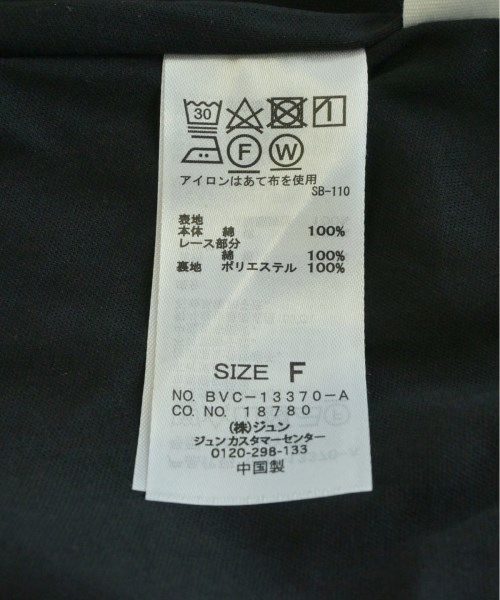 30
F W
アイロンはあて布を使用
SB-110
表地
本体 綿 100%
レース部分
綿 100%
裏地 ポリエステル 100%
SIZE F
NO. BVC-13370-A
CO. NO. 18780
(株)ジュン
ジュンカスタマーセンター
0120-298-133
中国製